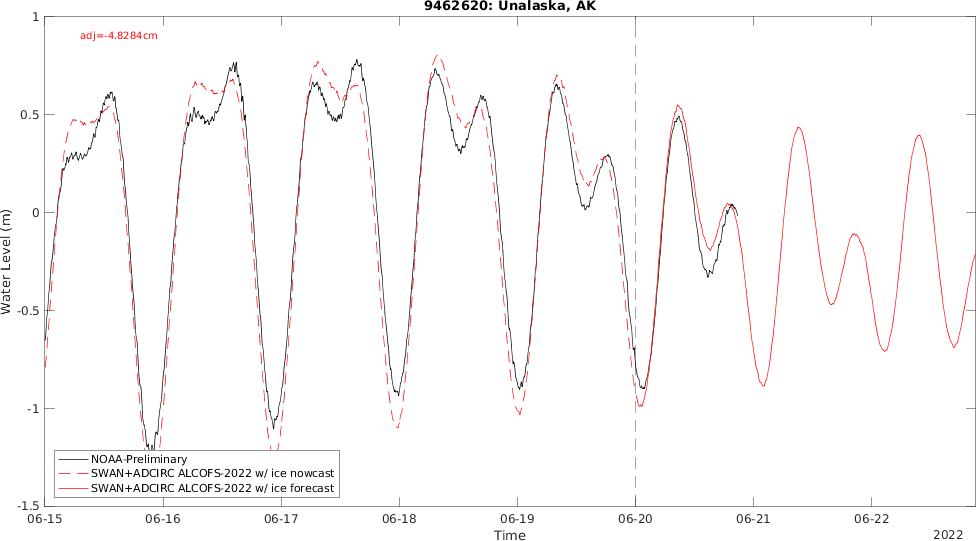 9462620: Unalaska, AK
adj=-4.8284cm
Water Level (m)
1
0.5
0
-0.5
-1
-1.5
NOAA-Preliminary
SWAN+ADCIRC ALCOFS-2022 w/ ice nowcast
SWAN+ADCIRC ALCOFS-2022 w/ ice forecast
06-15 06-16 06-17 06-18 06-19 06-20 06-21 06-22
Time
2022